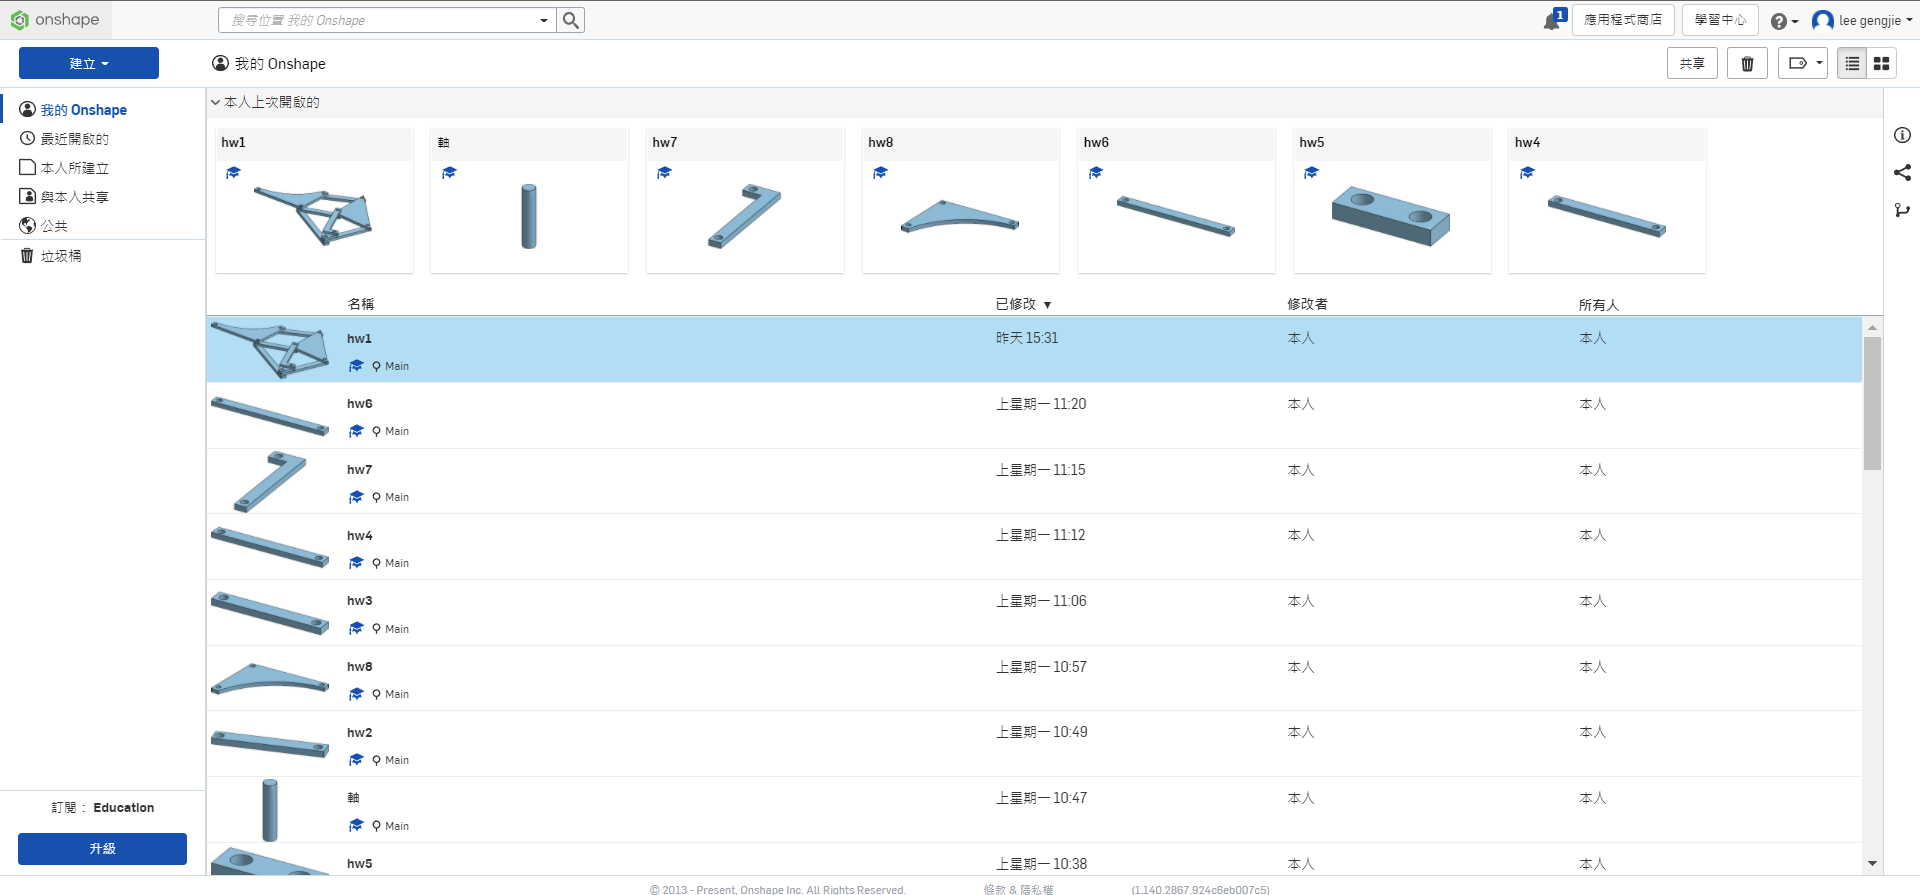 onshape
搜尋位置 我的 Onshape
1
應用程式商店
學習中心
lee gengjie
建立
我的 Onshape
共享
我的 Onshape
最近開啟的
本人所建立
與本人共享
公共
垃圾桶
本人上次開啟的
hw1
軸
hw7
hw8
hw6
hw5
hw4
名稱 已修改 ▼ 修改者 所有人
hw1 昨天 15:31 本人 本人
Main
hw6 上星期一 11:20 本人 本人
Main
hw7 上星期一 11:15 本人 本人
Main
hw4 上星期一 11:12 本人 本人
Main
hw3 上星期一 11:06 本人 本人
Main
hw8 上星期一 10:57 本人 本人
Main
hw2 上星期一 10:49 本人 本人
Main
軸 上星期一 10:47 本人 本人
Main
hw5 上星期一 10:38 本人 本人
訂閱： Education
升級
© 2013 - Present, Onshape Inc. All Rights Reserved. 條款 & 隱私權 (1.140.2867.924c6eb007c5)